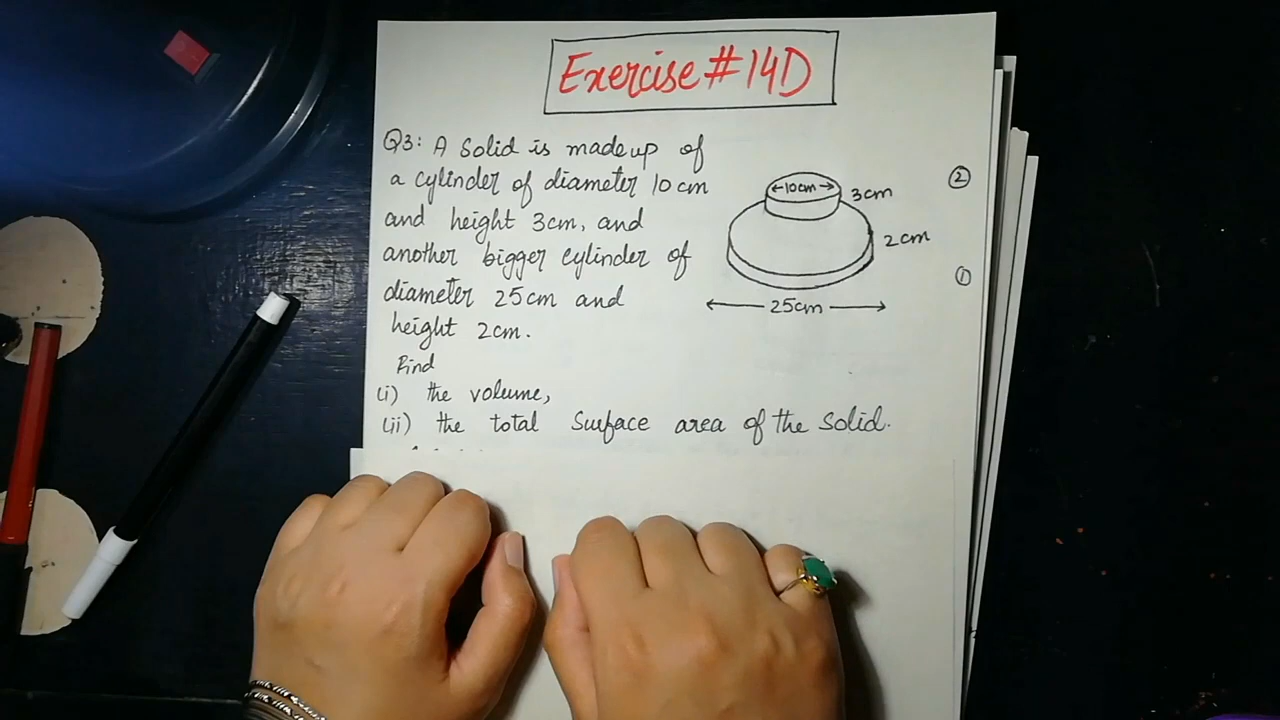 Exercise # 14D
Q3: A Solid is made up of
a cylinder of diameter 10 cm
and height 3cm, and
another bigger cylinder of
diameter 25cm and
height 2cm.
Find
(i) the volume,
(ii) the total Surface area of the Solid.
10cm
3cm
2cm
25cm
②
①